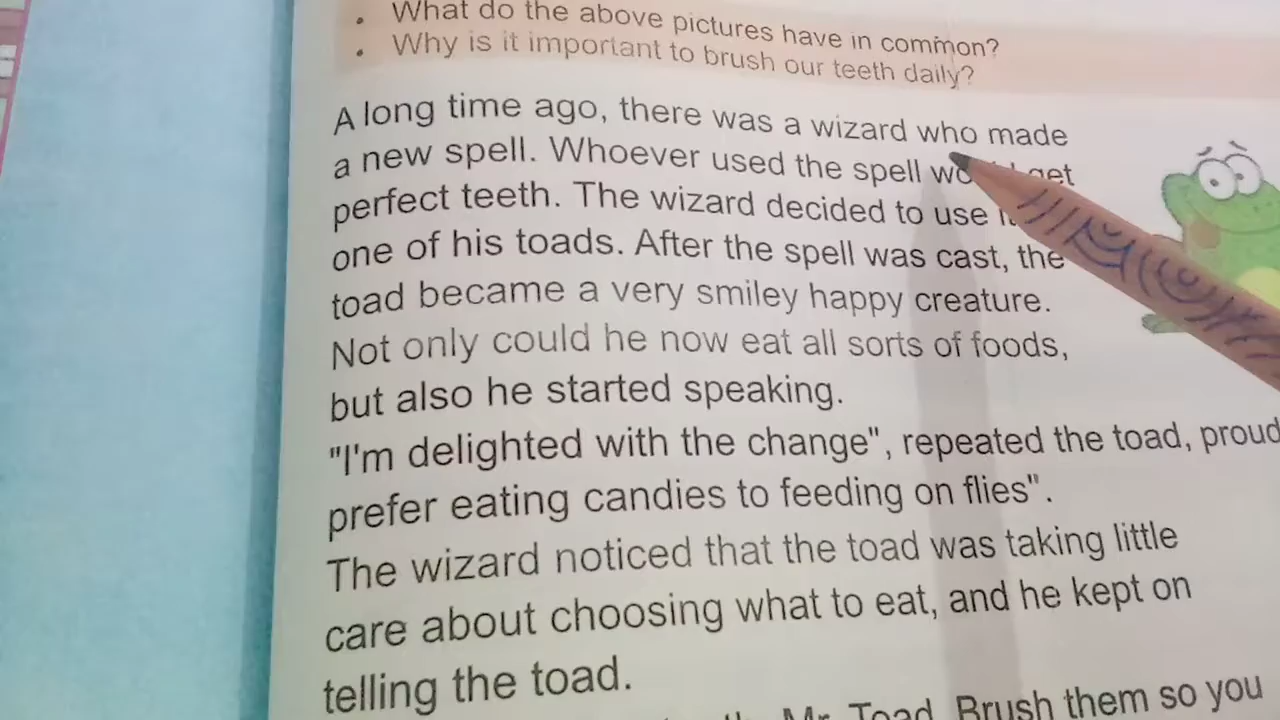 • What do the above pictures have in common?
• Why is it important to brush our teeth daily?
A long time ago, there was a wizard who made
a new spell. Whoever used the spell get
perfect teeth. The wizard decided to use
one of his toads. After the spell was cast, the
toad became a very smiley happy creature.
Not only could he now eat all sorts of foods,
but also he started speaking.
"I'm delighted with the change", repeated the toad, proud
prefer eating candies to feeding on flies".
The wizard noticed that the toad was taking little
care about choosing what to eat, and he kept on
telling the toad.
Mr. Toad. Brush them so you